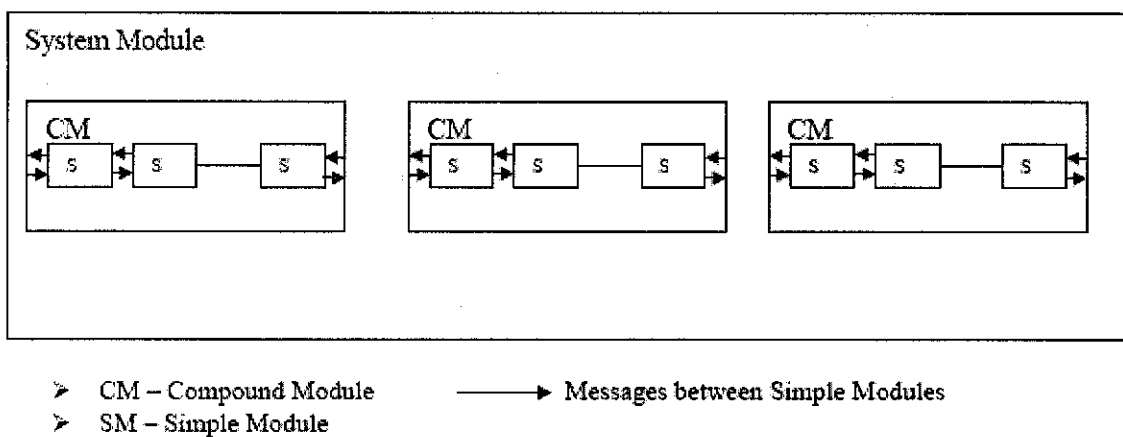 System Module
CM CM CM
S S S S S S S S S
➢ CM – Compound Module → Messages between Simple Modules
➢ SM – Simple Module